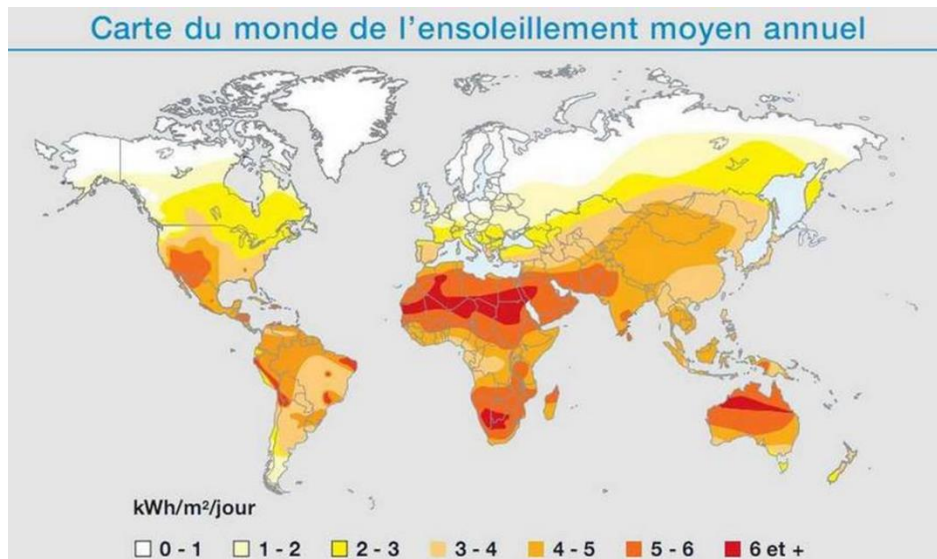 Carte du monde de l'ensoleillement moyen annuel
kWh/m²/jour
0 - 1 1 - 2 2 - 3 3 - 4 4 - 5 5 - 6 6 et +